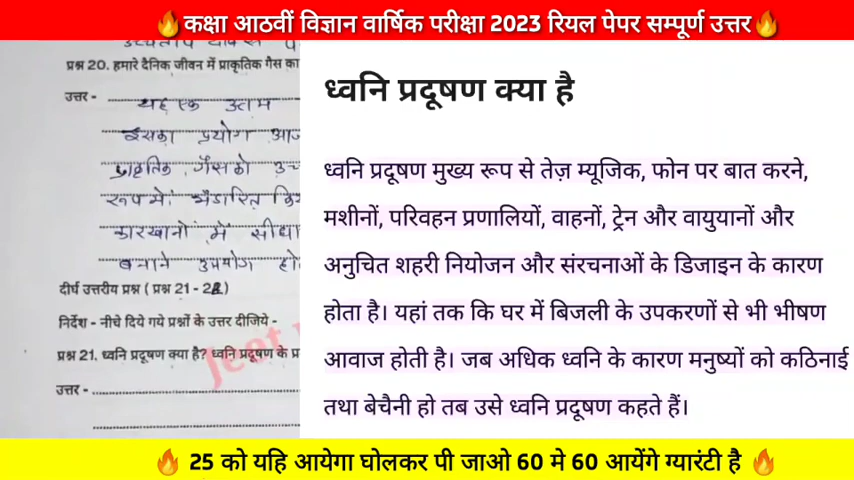 🔥कक्षा आठवीं विज्ञान वार्षिक परीक्षा 2023 रियल पेपर सम्पूर्ण उत्तर🔥
प्रश्न 20. हमारे दैनिक जीवन में प्राकृतिक गैस का
उत्तर - यह एक उत्तम
इसका प्रयोग आज
प्राकृतिक गैस को उच्च
रूप में भंडारित कि
कारखानों में सीधा
बनाने उपयोग हो
दीर्घ उत्तरीय प्रश्न ( प्रश्न 21 - 22 )
निर्देश - नीचे दिये गये प्रश्नों के उत्तर दीजिये -
प्रश्न 21. ध्वनि प्रदूषण क्या है? ध्वनि प्रदूषण के प्र
उत्तर -
Jeet
ध्वनि प्रदूषण क्या है
ध्वनि प्रदूषण मुख्य रूप से तेज़ म्यूजिक, फोन पर बात करने,
मशीनों, परिवहन प्रणालियों, वाहनों, ट्रेन और वायुयानों और
अनुचित शहरी नियोजन और संरचनाओं के डिजाइन के कारण
होता है। यहां तक कि घर में बिजली के उपकरणों से भी भीषण
आवाज होती है। जब अधिक ध्वनि के कारण मनुष्यों को कठिनाई
तथा बेचैनी हो तब उसे ध्वनि प्रदूषण कहते हैं।
🔥 25 को यहि आयेगा घोलकर पी जाओ 60 मे 60 आयेंगे ग्यारंटी है 🔥